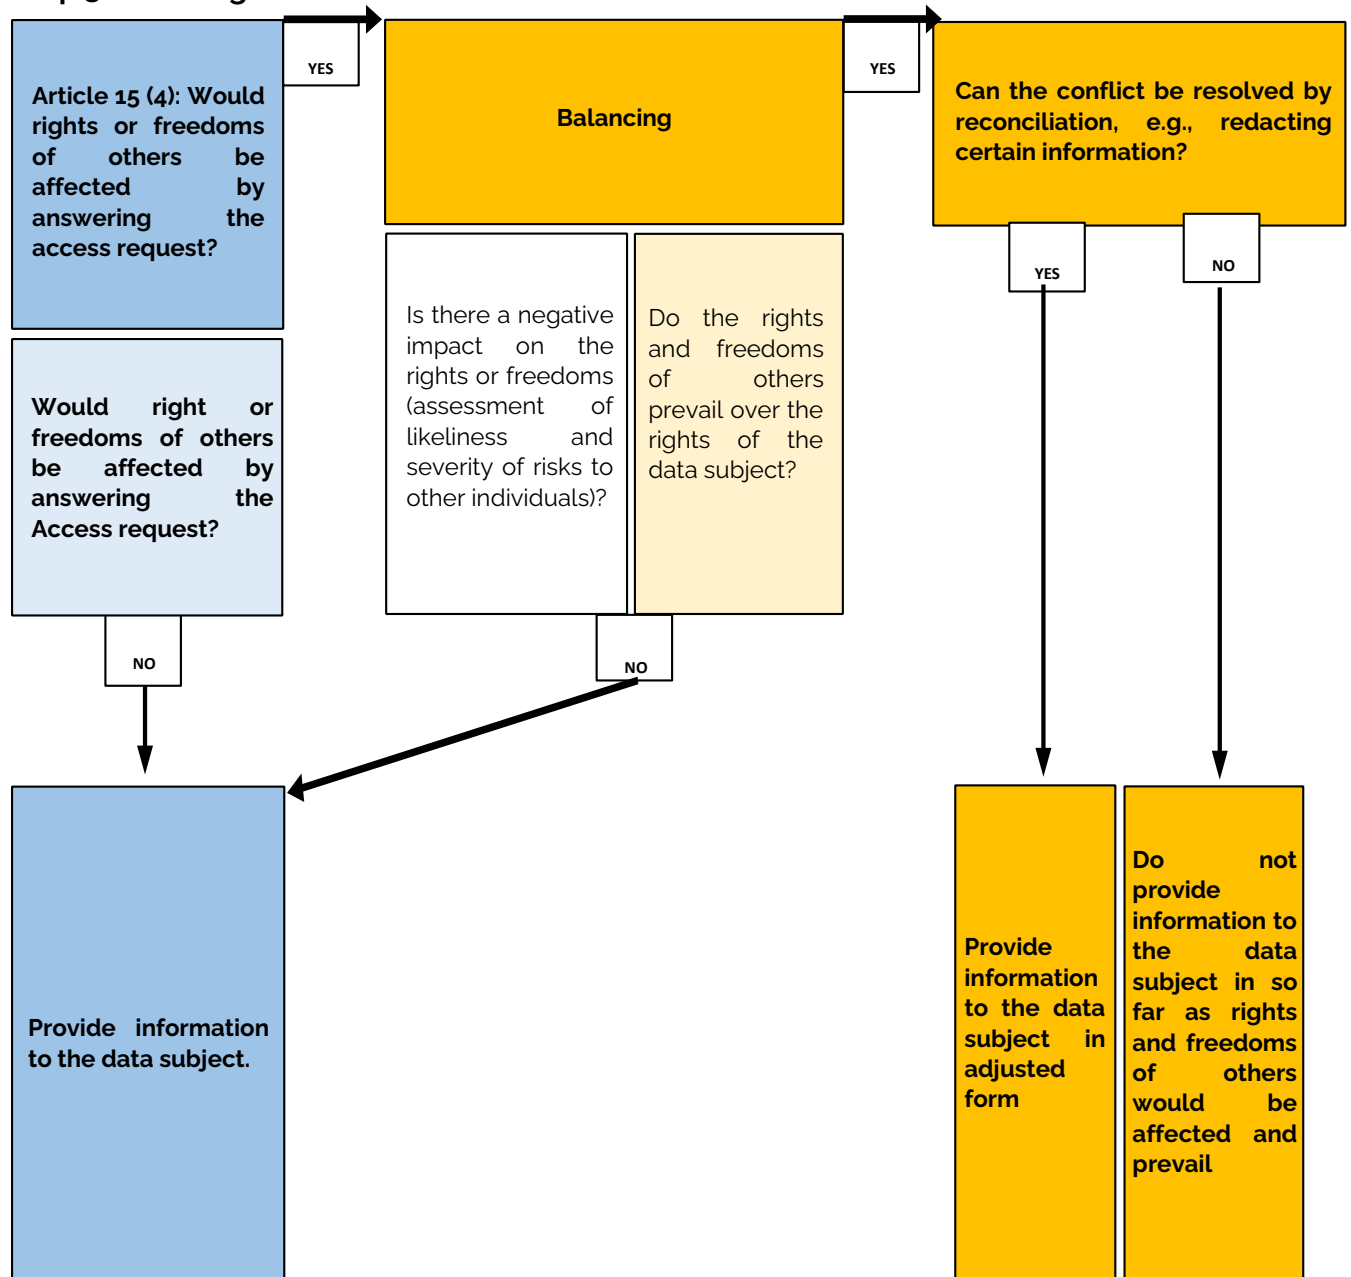 Article 15 (4): Would
rights or freedoms
of others be
affected by
answering the
access request?
YES
Balancing
YES
Can the conflict be resolved by
reconciliation, e.g., redacting
certain information?
YES
NO
Would right or
freedoms of others
be affected by
answering the
Access request?
NO
Is there a negative
impact on the
rights or freedoms
(assessment of
likeliness and
severity of risks to
other individuals)?
Do the rights
and freedoms
of others
prevail over the
rights of the
data subject?
NO
Provide information
to the data subject.
Provide
information
to the data
subject in
adjusted
form
Do not
provide
information to
the data
subject in so
far as rights
and freedoms
of others
would be
affected and
prevail